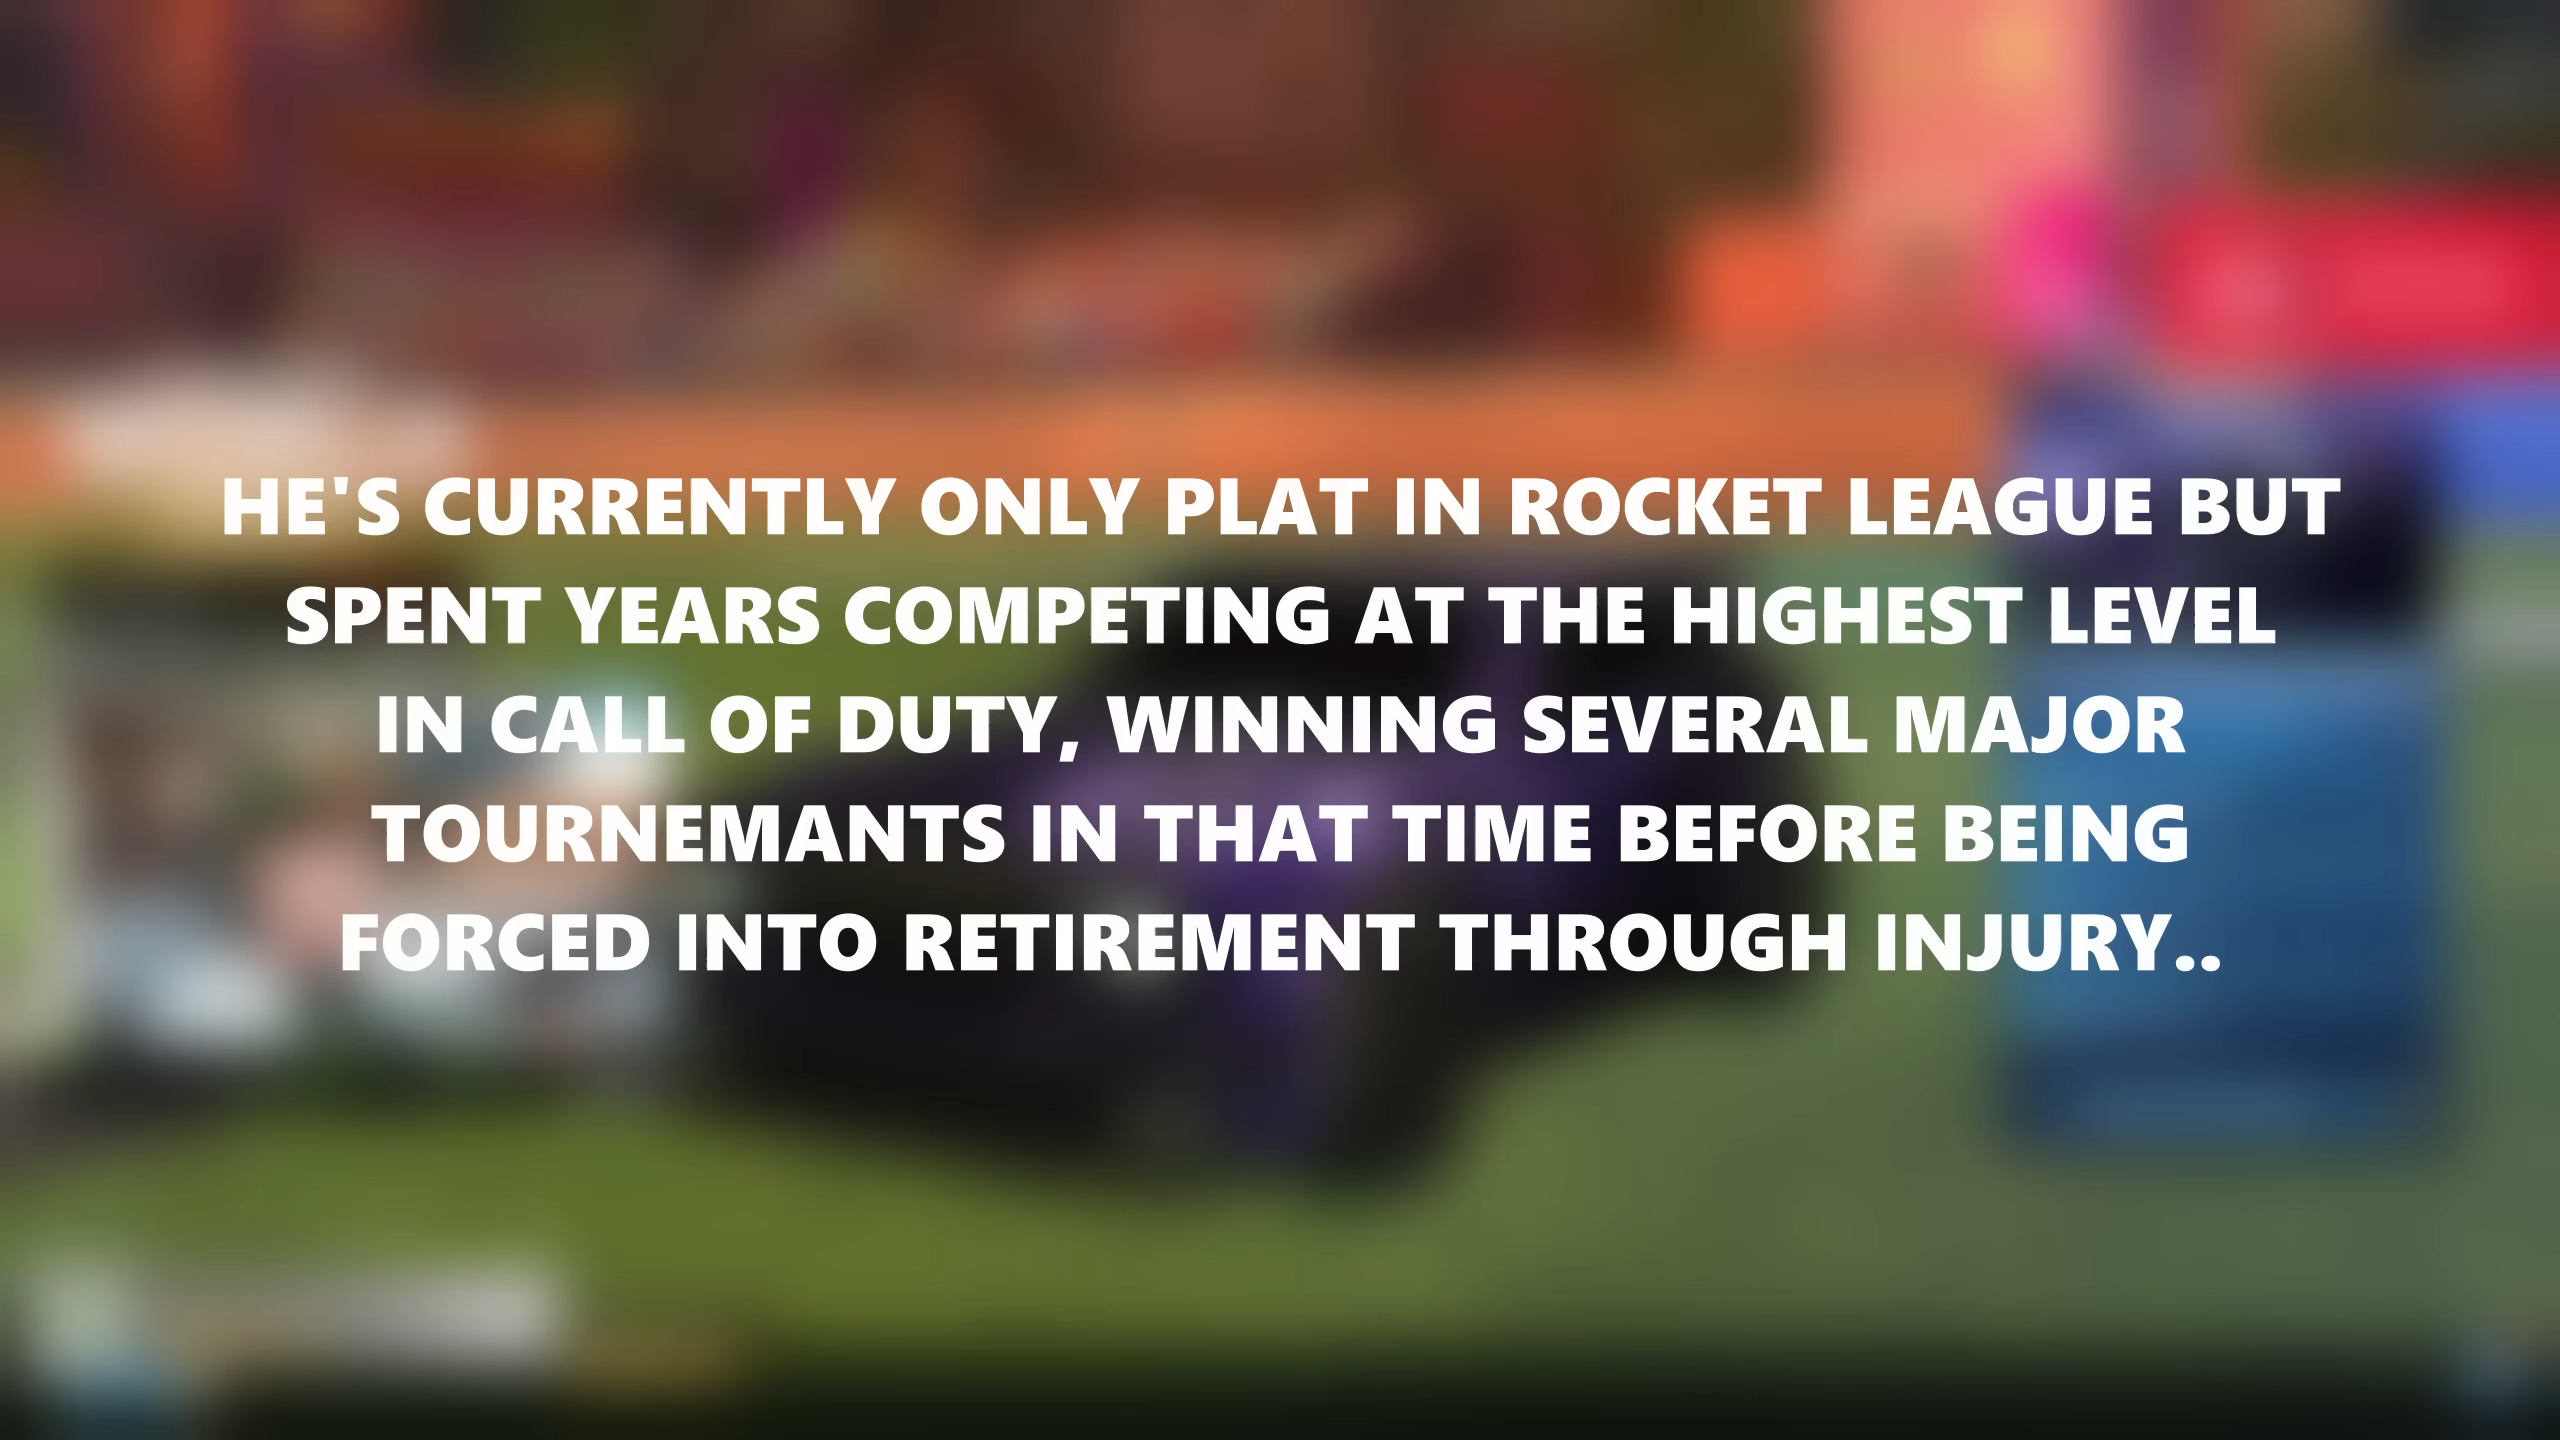 HE'S CURRENTLY ONLY PLAT IN ROCKET LEAGUE BUT
SPENT YEARS COMPETING AT THE HIGHEST LEVEL
IN CALL OF DUTY, WINNING SEVERAL MAJOR
TOURNEMANTS IN THAT TIME BEFORE BEING
FORCED INTO RETIREMENT THROUGH INJURY..